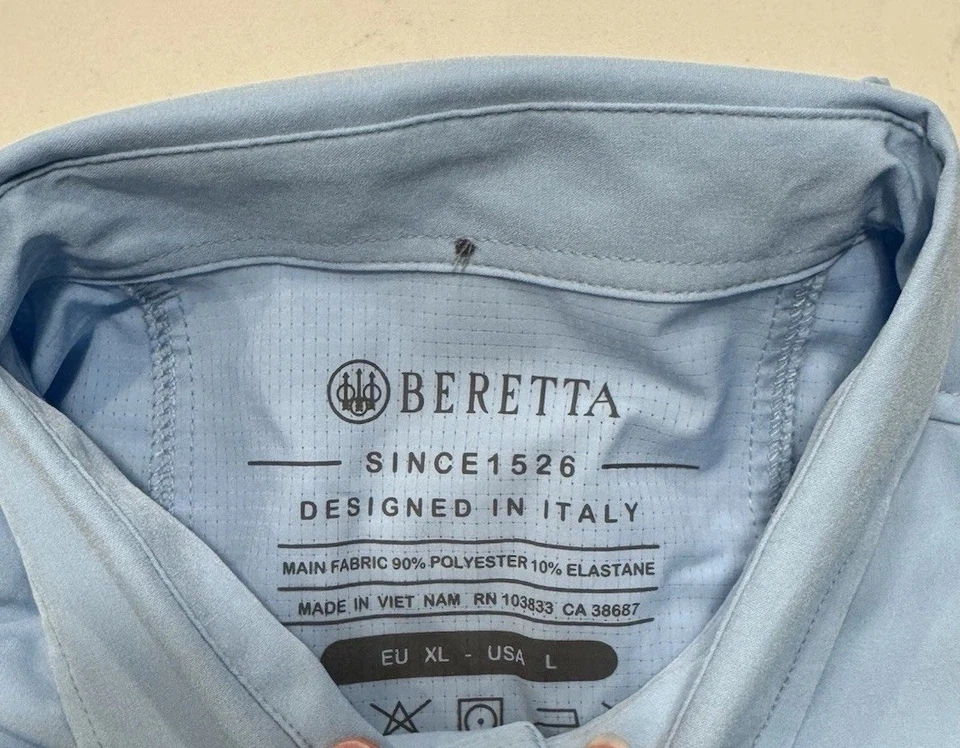 BERETTA
SINCE1526
DESIGNED IN ITALY
MAIN FABRIC 90% POLYESTER 10% ELASTANE
MADE IN VIET NAM RN 103833 CA 38687
EU XL - USA L